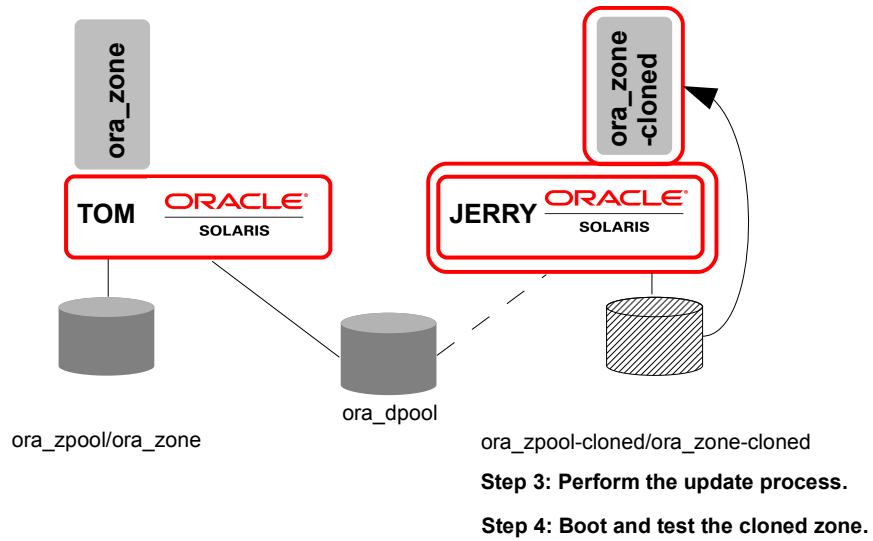 ora_zone
ora_zone
-cloned
TOM
ORACLE®
SOLARIS
JERRY
ORACLE®
SOLARIS
ora_dpool
ora_zpool/ora_zone
ora_zpool-cloned/ora_zone-cloned
Step 3: Perform the update process.
Step 4: Boot and test the cloned zone.